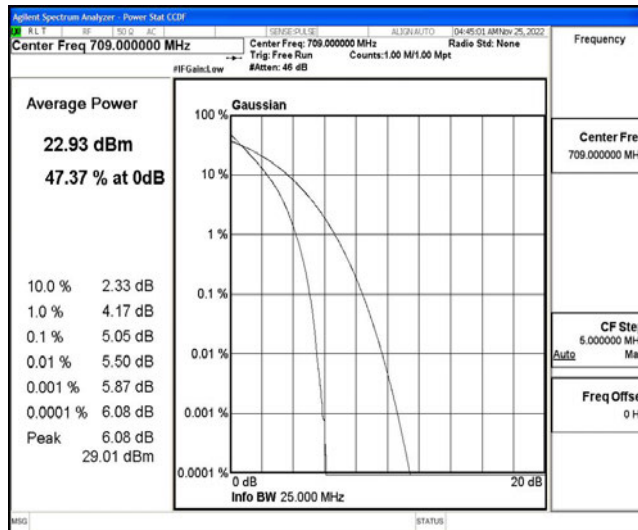 Agilent Spectrum Analyzer - Power Stat CCDF
R L T RF 50 Ω AC SENSE:PULSE ALIGN AUTO 04:45:01 AM Nov 25, 2022
Center Freq 709.000000 MHz
Center Freq: 709.000000 MHz Radio Std: None
Trig: Free Run Counts:1.00 M/1.00 Mpt
#IFGain:Low #Atten: 46 dB
Frequency
Average Power
22.93 dBm
47.37 % at 0dB
10.0 % 2.33 dB
1.0 % 4.17 dB
0.1 % 5.05 dB
0.01 % 5.50 dB
0.001 % 5.87 dB
0.0001 % 6.08 dB
Peak 6.08 dB
29.01 dBm
Gaussian
100 %
10 %
1 %
0.1 %
0.01 %
0.001 %
0.0001 %
0 dB 20 dB
Info BW 25.000 MHz
Center Fre
709.000000 MH
CF Step
5.000000 MH
Auto Ma
Freq Offse
0 H
MSG STATUS